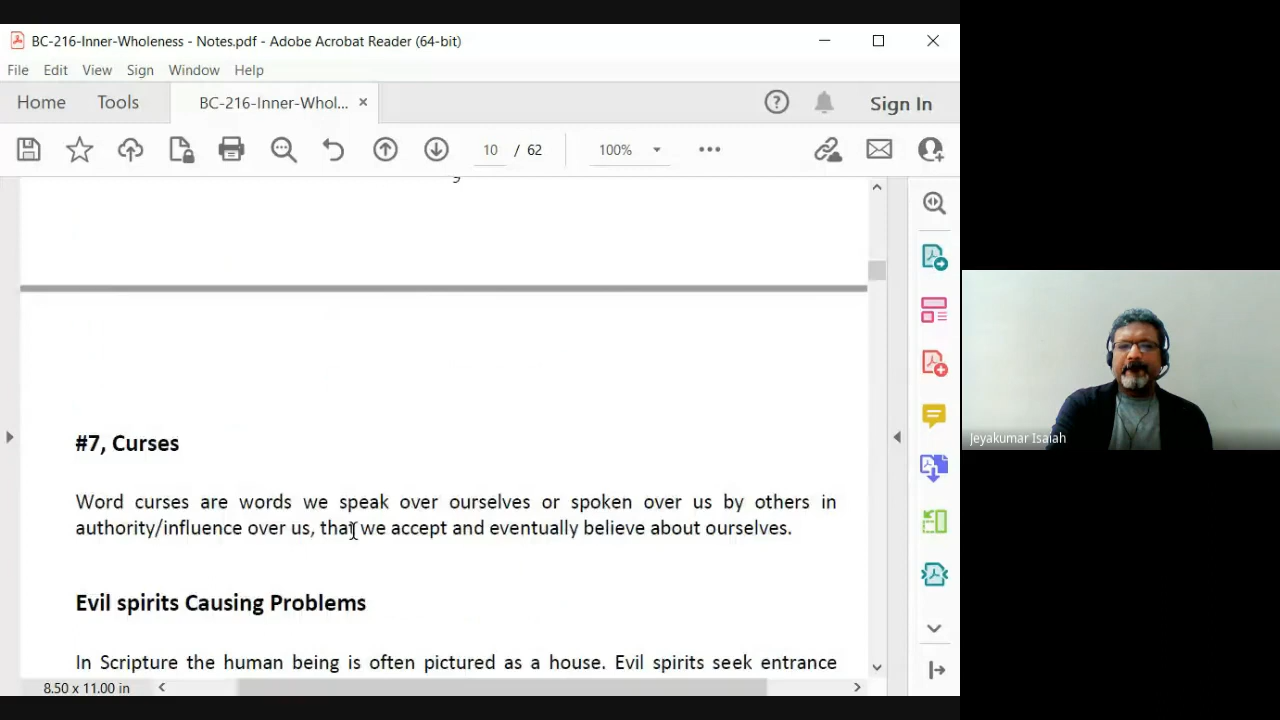 BC-216-Inner-Wholeness - Notes.pdf - Adobe Acrobat Reader (64-bit)
File Edit View Sign Window Help
Home Tools BC-216-Inner-Whol... × Sign In
10 / 62 100%
9
#7, Curses
Word curses are words we speak over ourselves or spoken over us by others in
authority/influence over us, that we accept and eventually believe about ourselves.
Evil spirits Causing Problems
In Scripture the human being is often pictured as a house. Evil spirits seek entrance
8.50 x 11.00 in
Jeyakumar Isaiah